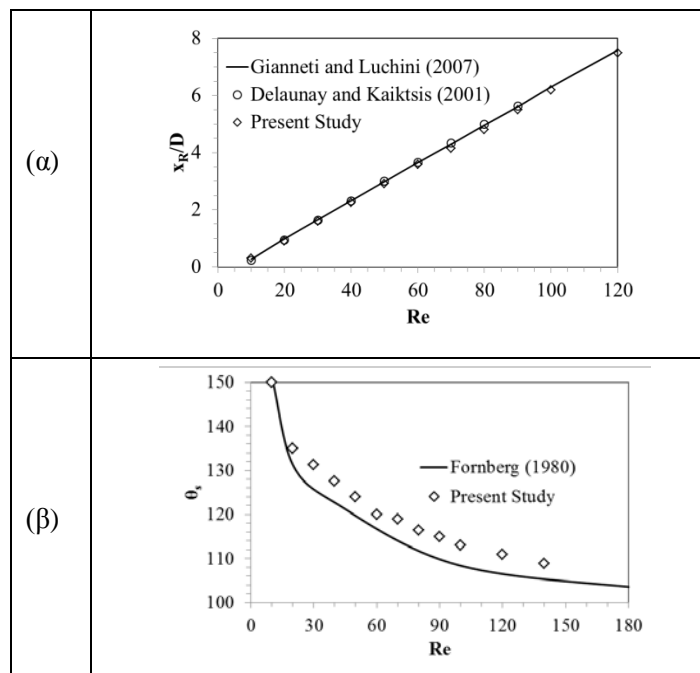 (α)
8
6
4
2
0
x_R/D
Gianneti and Luchini (2007)
Delaunay and Kaiktsis (2001)
Present Study
0 20 40 60 80 100 120
Re
(β)
150
140
130
120
110
100
θ_s
Fornberg (1980)
Present Study
0 30 60 90 120 150 180
Re